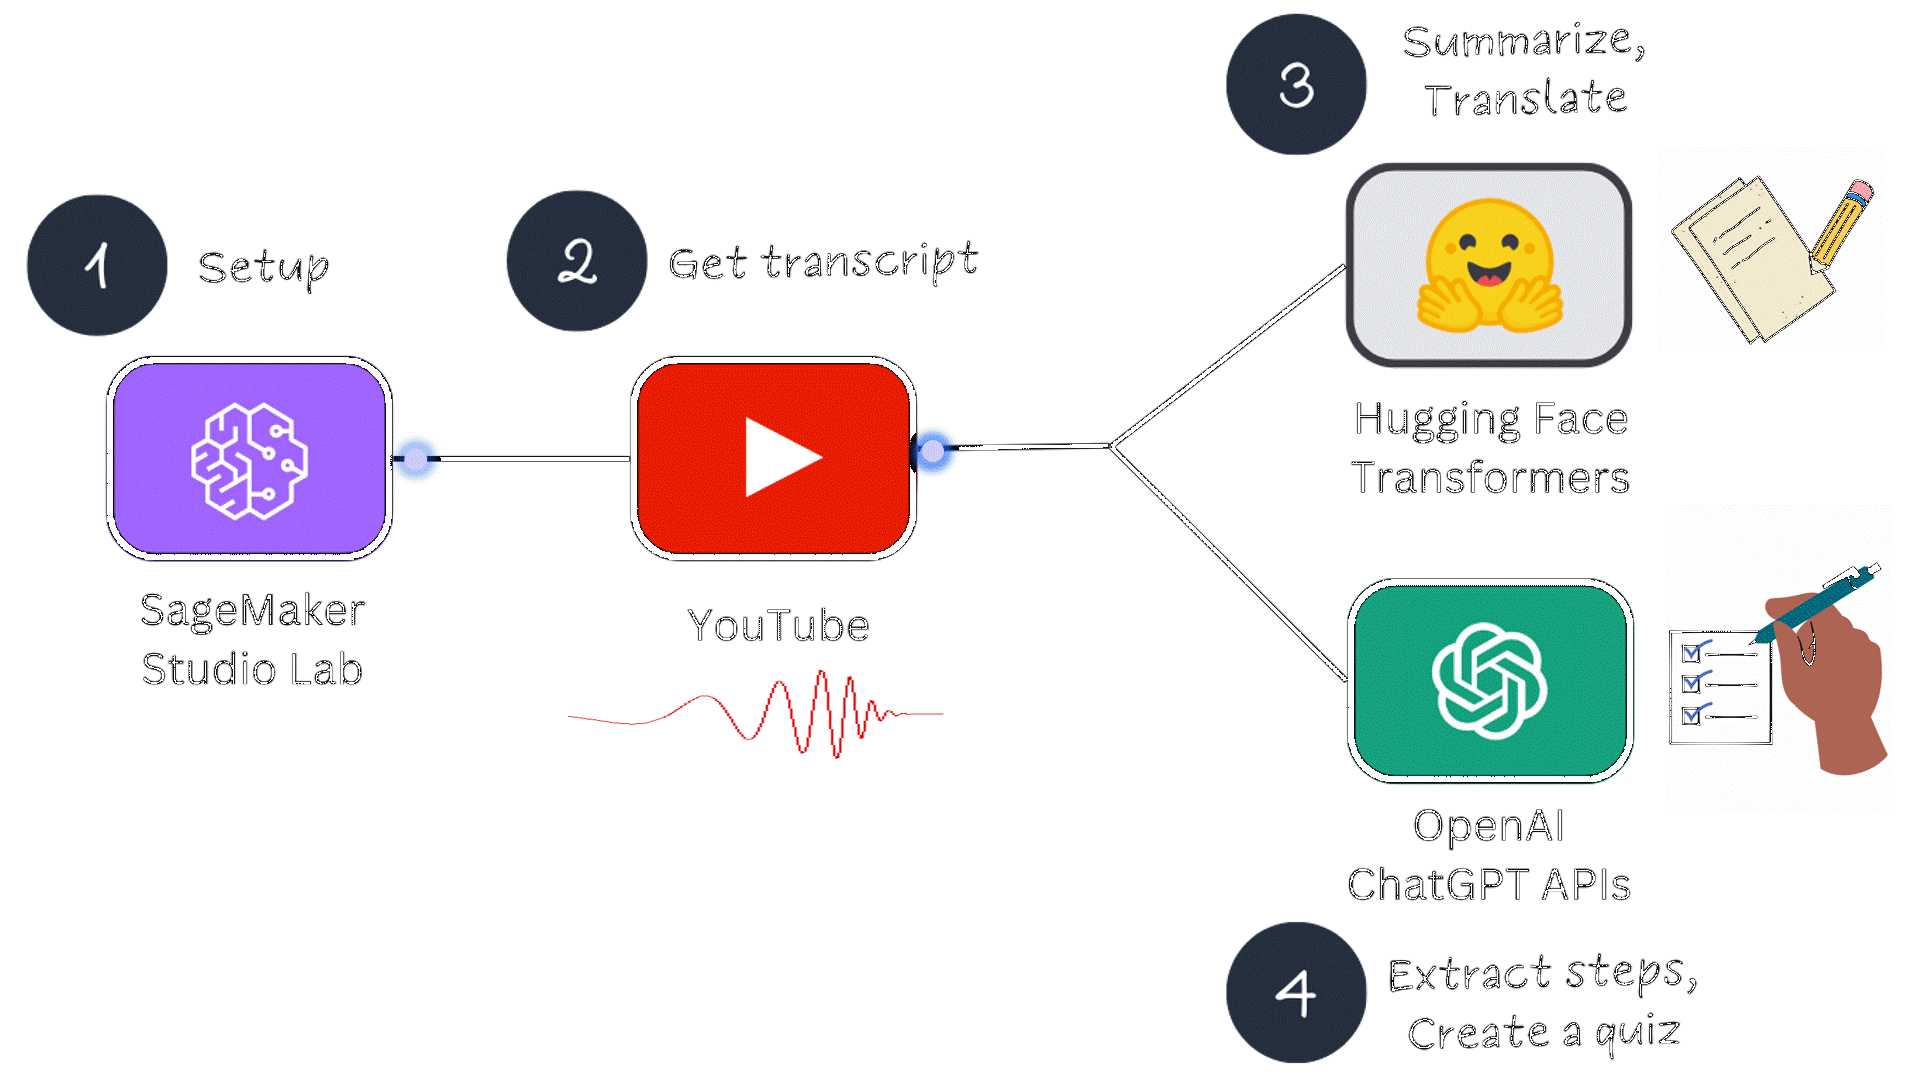 1
Setup
SageMaker
Studio Lab
2
Get transcript
YouTube
3
Summarize,
Translate
Hugging Face
Transformers
OpenAI
ChatGPT APIs
4
Extract steps,
Create a quiz